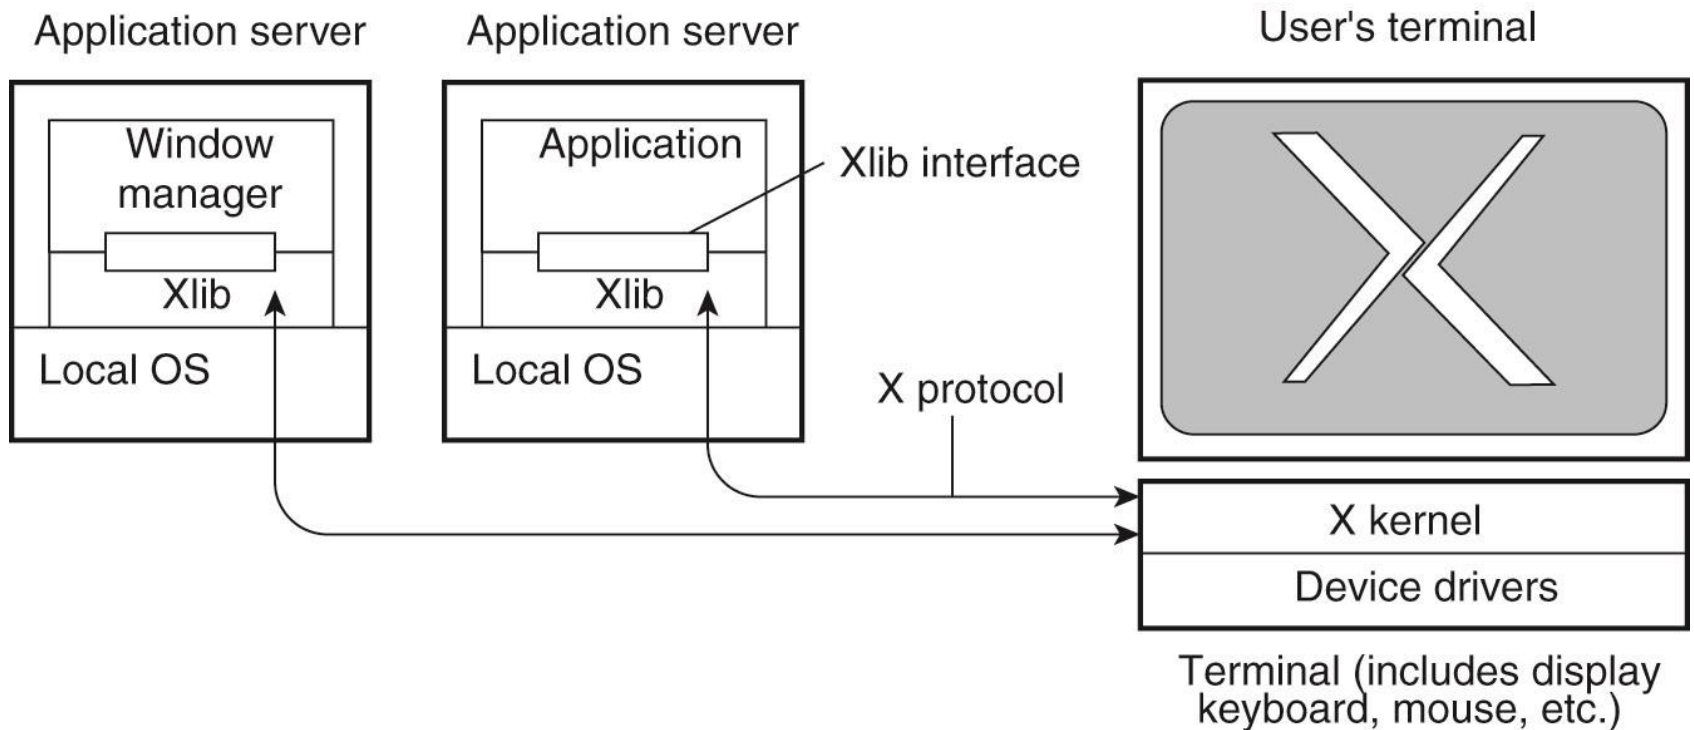 Application server
Application server
User's terminal
Window
manager
Application
Xlib interface
Xlib
Xlib
Local OS
Local OS
X protocol
X
X kernel
Device drivers
Terminal (includes display
keyboard, mouse, etc.)